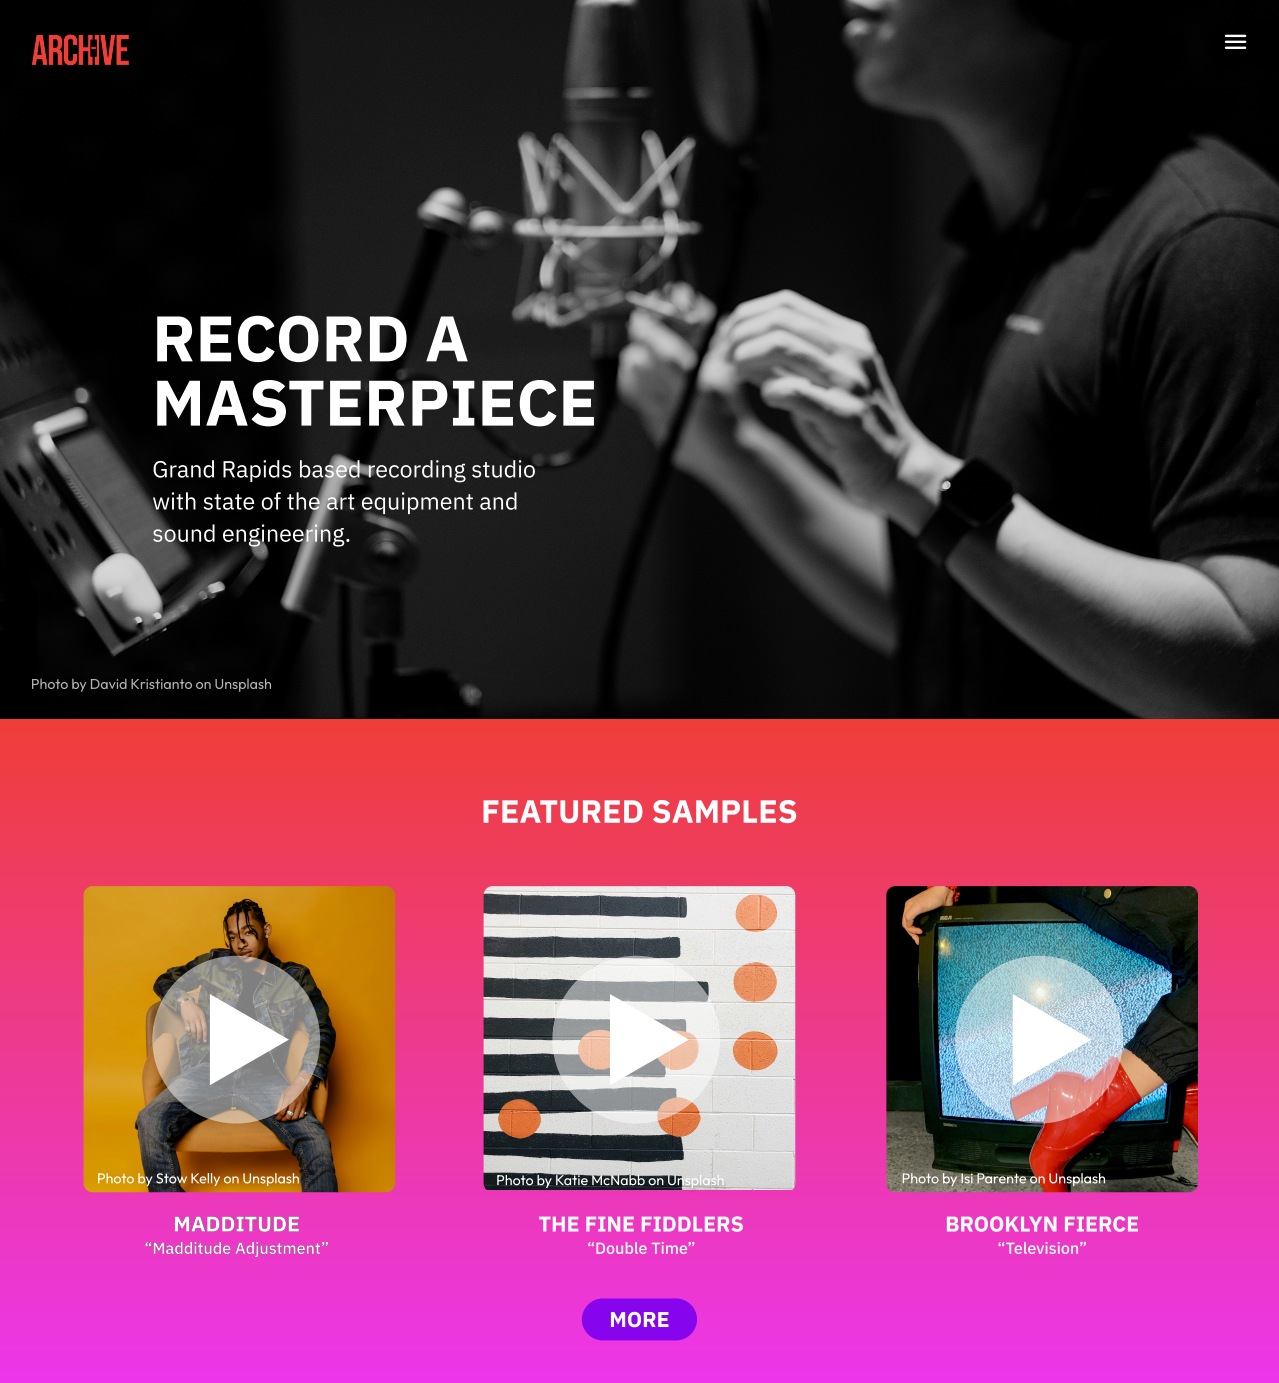 ARCHIVE
RECORD A
MASTERPIECE
Grand Rapids based recording studio
with state of the art equipment and
sound engineering.
Photo by David Kristianto on Unsplash
FEATURED SAMPLES
Photo by Stow Kelly on Unsplash
Photo by Katie McNabb on Unsplash
RCA
Photo by Isi Parente on Unsplash
MADDITUDE
“Madditude Adjustment”
THE FINE FIDDLERS
“Double Time”
BROOKLYN FIERCE
“Television”
MORE